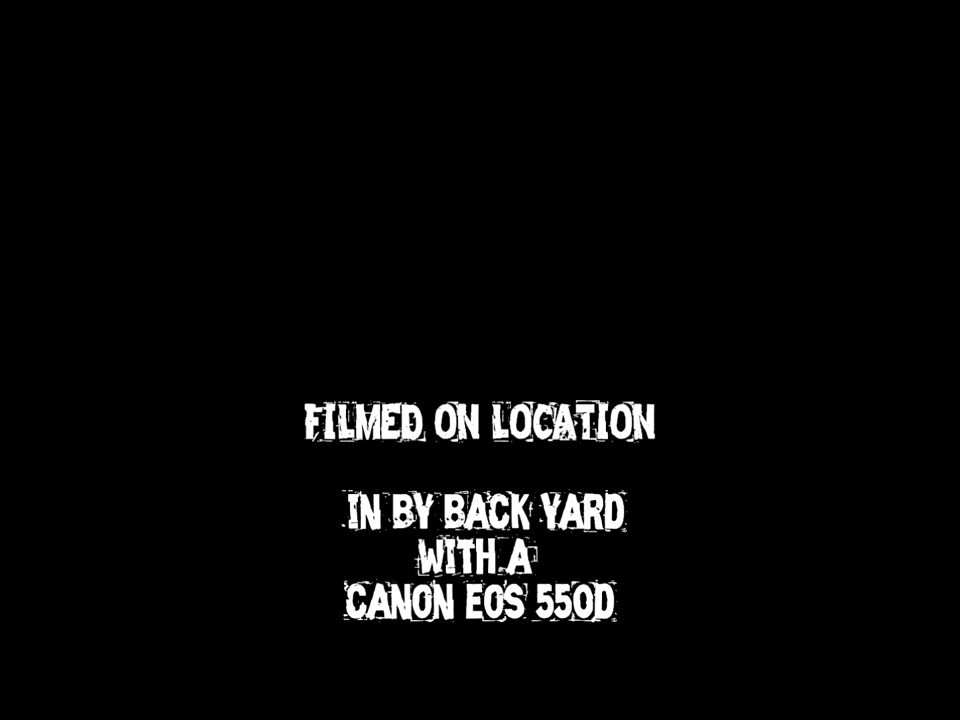 FILMED ON LOCATION
IN BY BACK YARD
WITH A
CANON EOS 550D